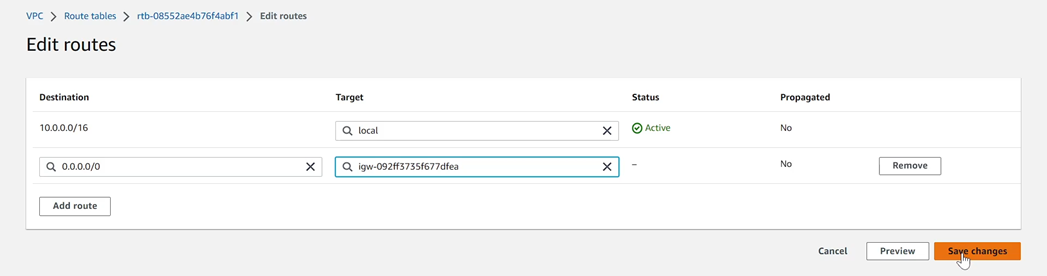 VPC > Route tables > rtb-08552ae4b76f4abf1 > Edit routes
Edit routes
Destination Target Status Propagated
10.0.0.0/16 local Active No
0.0.0.0/0 igw-092ff3735f677dfea – No Remove
Add route
Cancel Preview Save changes